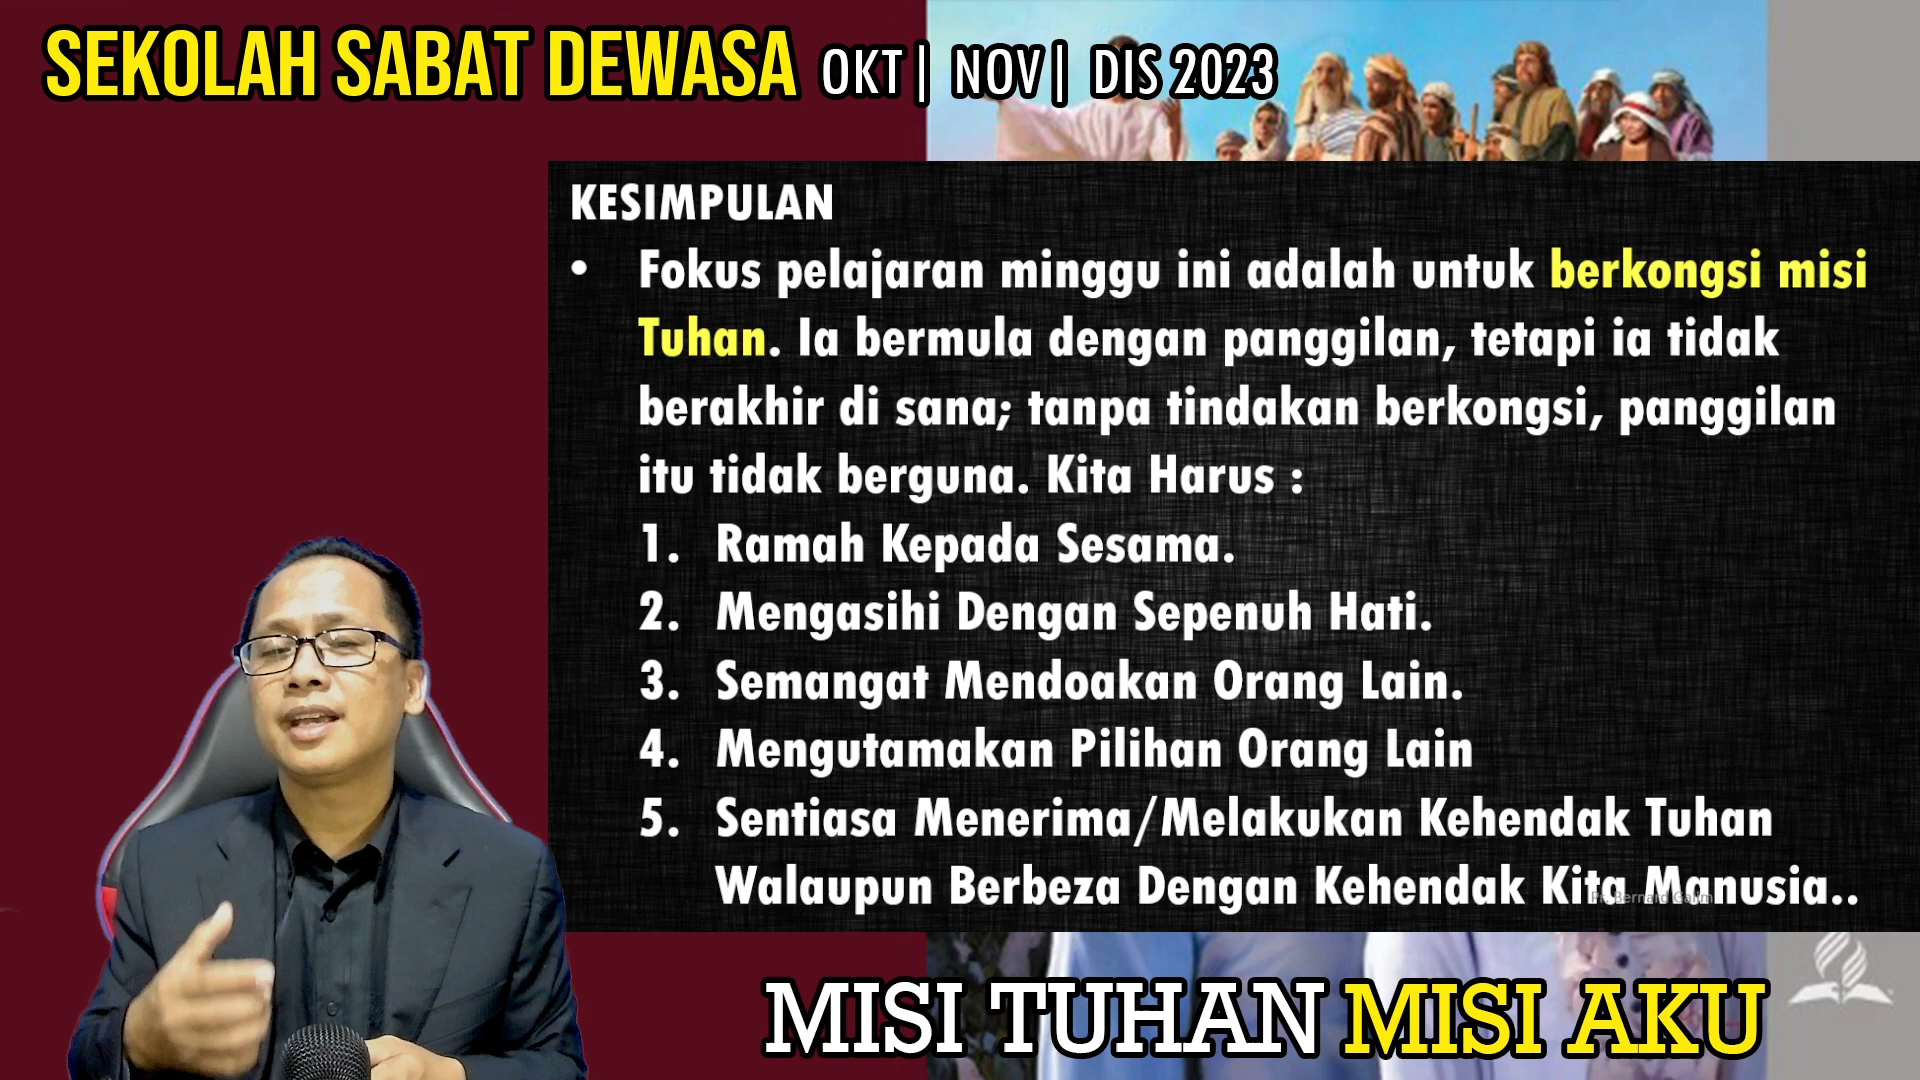 SEKOLAH SABAT DEWASA OKT | NOV | DIS 2023
KESIMPULAN
• Fokus pelajaran minggu ini adalah untuk berkongsi misi
Tuhan. Ia bermula dengan panggilan, tetapi ia tidak
berakhir di sana; tanpa tindakan berkongsi, panggilan
itu tidak berguna. Kita Harus :
1. Ramah Kepada Sesama.
2. Mengasihi Dengan Sepenuh Hati.
3. Semangat Mendoakan Orang Lain.
4. Mengutamakan Pilihan Orang Lain
5. Sentiasa Menerima/Melakukan Kehendak Tuhan
Walaupun Berbeza Dengan Kehendak Kita Manusia..
MISI TUHAN MISI AKU